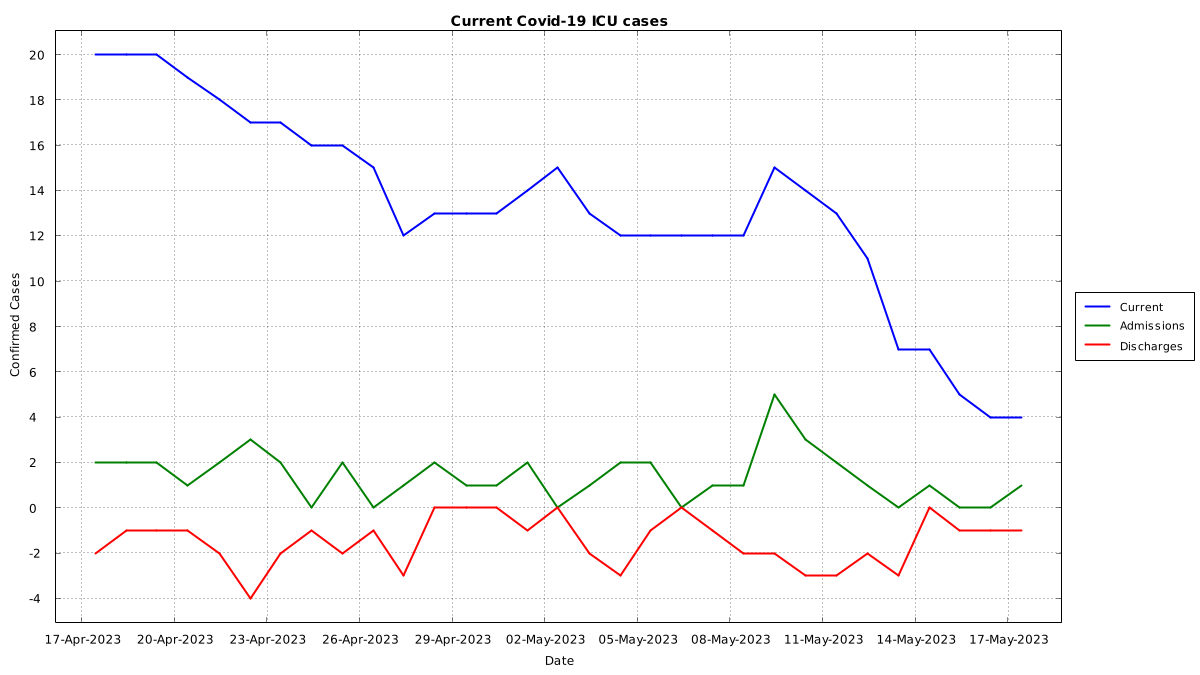 Current Covid-19 ICU cases
20
18
16
14
12
10
8
6
4
2
0
-2
-4
Confirmed Cases
17-Apr-2023 20-Apr-2023 23-Apr-2023 26-Apr-2023 29-Apr-2023 02-May-2023 05-May-2023 08-May-2023 11-May-2023 14-May-2023 17-May-2023
Date
Current
Admissions
Discharges